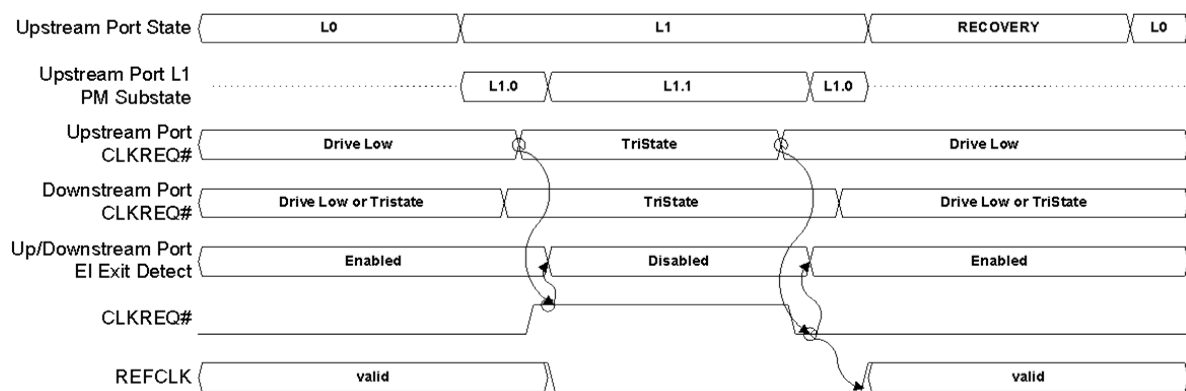 Upstream Port State L0 L1 RECOVERY L0
Upstream Port L1
PM Substate L1.0 L1.1 L1.0
Upstream Port
CLKREQ# Drive Low TriState Drive Low
Downstream Port
CLKREQ# Drive Low or Tristate TriState Drive Low or TriState
Up/Downstream Port
EI Exit Detect Enabled Disabled Enabled
CLKREQ#
REFCLK valid valid